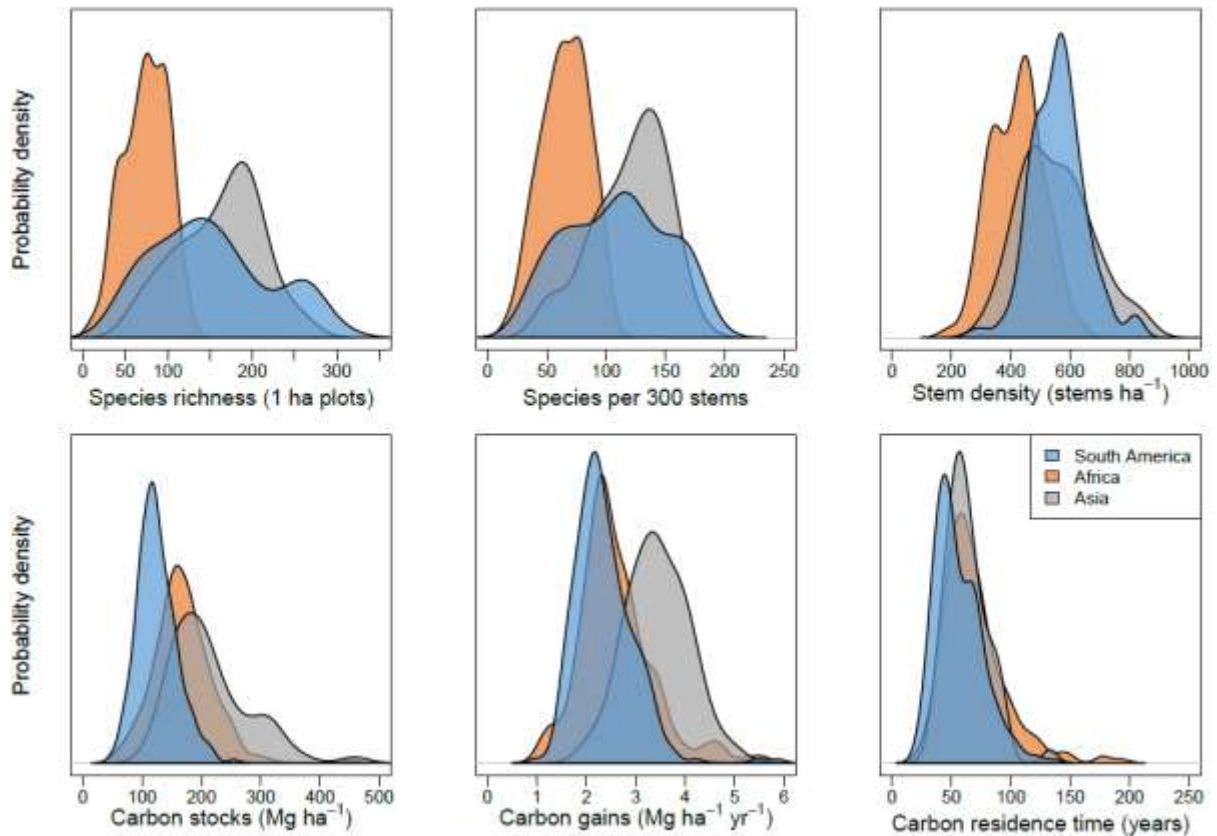 Probability density
0 50 100 200 300
Species richness (1 ha plots)
0 50 100 150 200 250
Species per 300 stems
0 200 400 600 800 1000
Stem density (stems ha⁻¹)
Probability density
0 100 200 300 400 500
Carbon stocks (Mg ha⁻¹)
0 1 2 3 4 5 6
Carbon gains (Mg ha⁻¹ yr⁻¹)
South America
Africa
Asia
0 50 100 150 200 250
Carbon residence time (years)